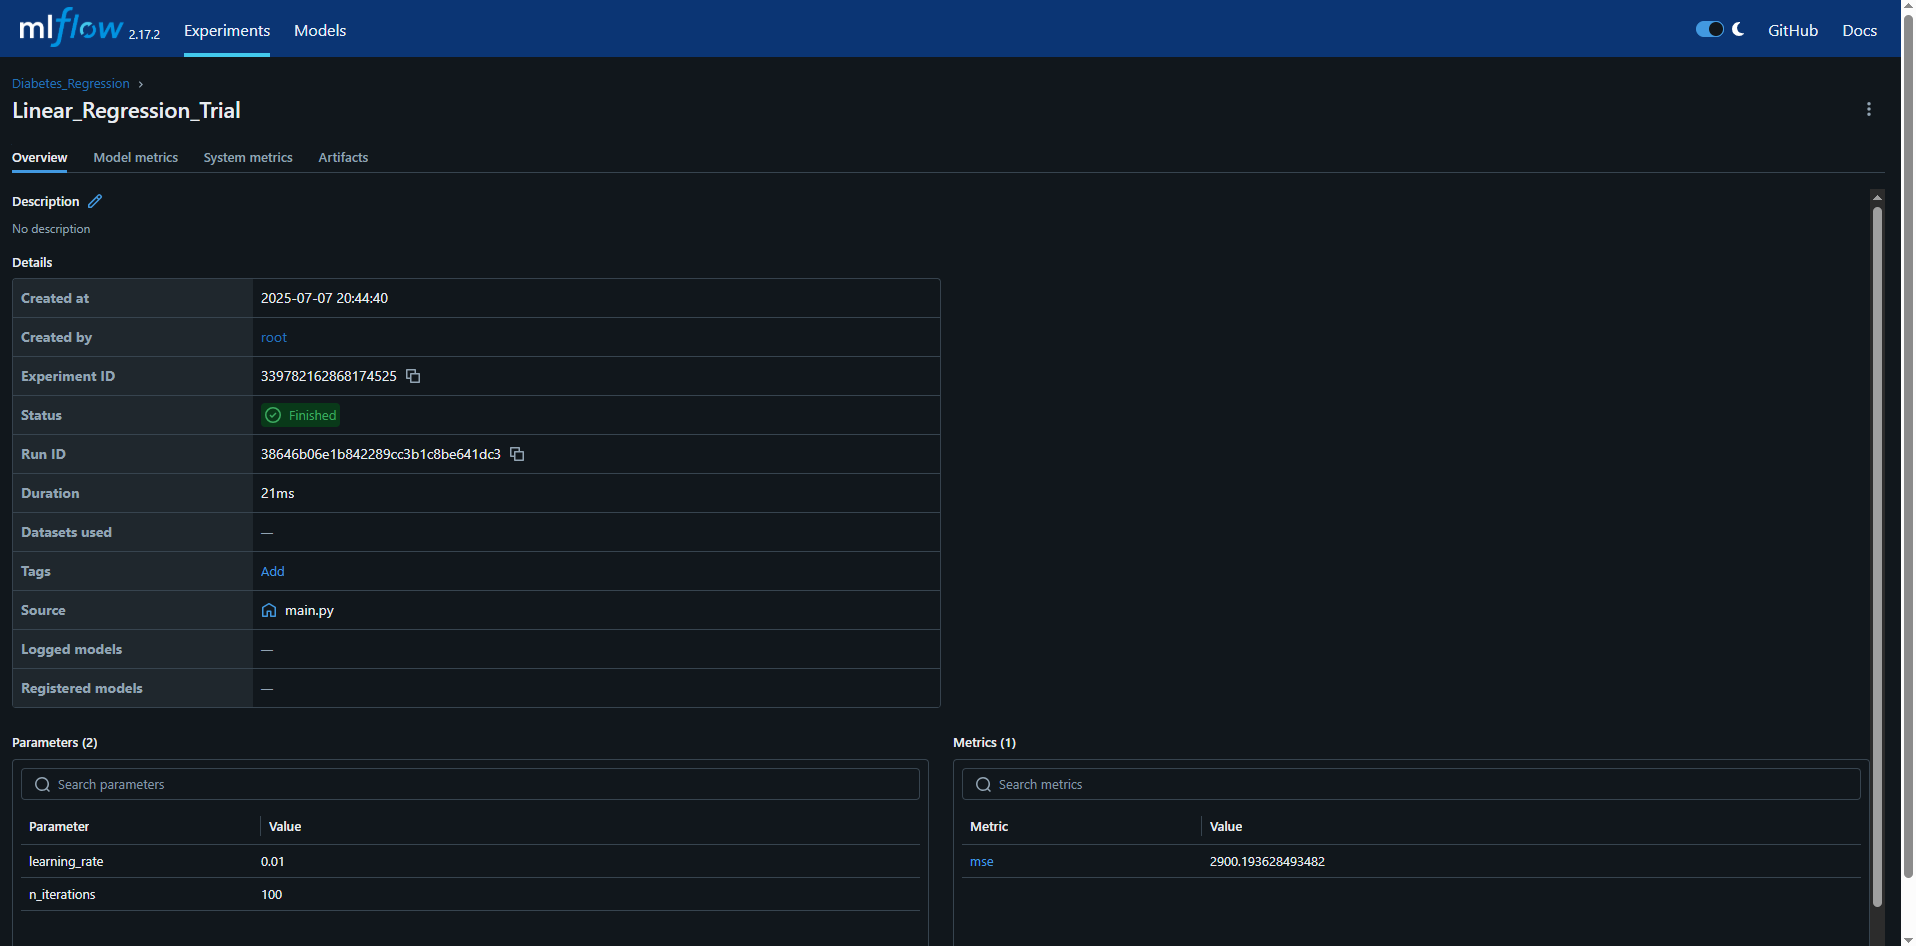 mlflow 2.17.2 Experiments Models GitHub Docs
Diabetes_Regression ›
Linear_Regression_Trial
Overview Model metrics System metrics Artifacts
Description
No description
Details
Created at 2025-07-07 20:44:40
Created by root
Experiment ID 339782162868174525
Status Finished
Run ID 38646b06e1b842289cc3b1c8be641dc3
Duration 21ms
Datasets used —
Tags Add
Source main.py
Logged models —
Registered models —
Parameters (2)
Search parameters
Parameter Value
learning_rate 0.01
n_iterations 100
Metrics (1)
Search metrics
Metric Value
mse 2900.193628493482